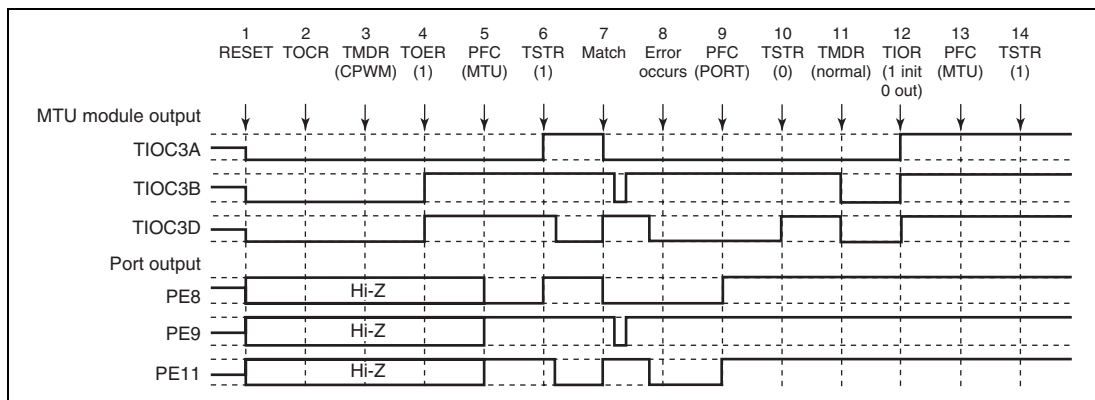 1 2 3 4 5 6 7 8 9 10 11 12 13 14
RESET TOCR TMDR TOER PFC TSTR Match Error PFC TSTR TMDR TIOR PFC TSTR
(CPWM) (1) (MTU) (1) occurs (PORT) (0) (normal) (1 init (MTU) (1)
0 out)
MTU module output
TIOC3A
TIOC3B
TIOC3D
Port output
PE8 Hi-Z
PE9 Hi-Z
PE11 Hi-Z